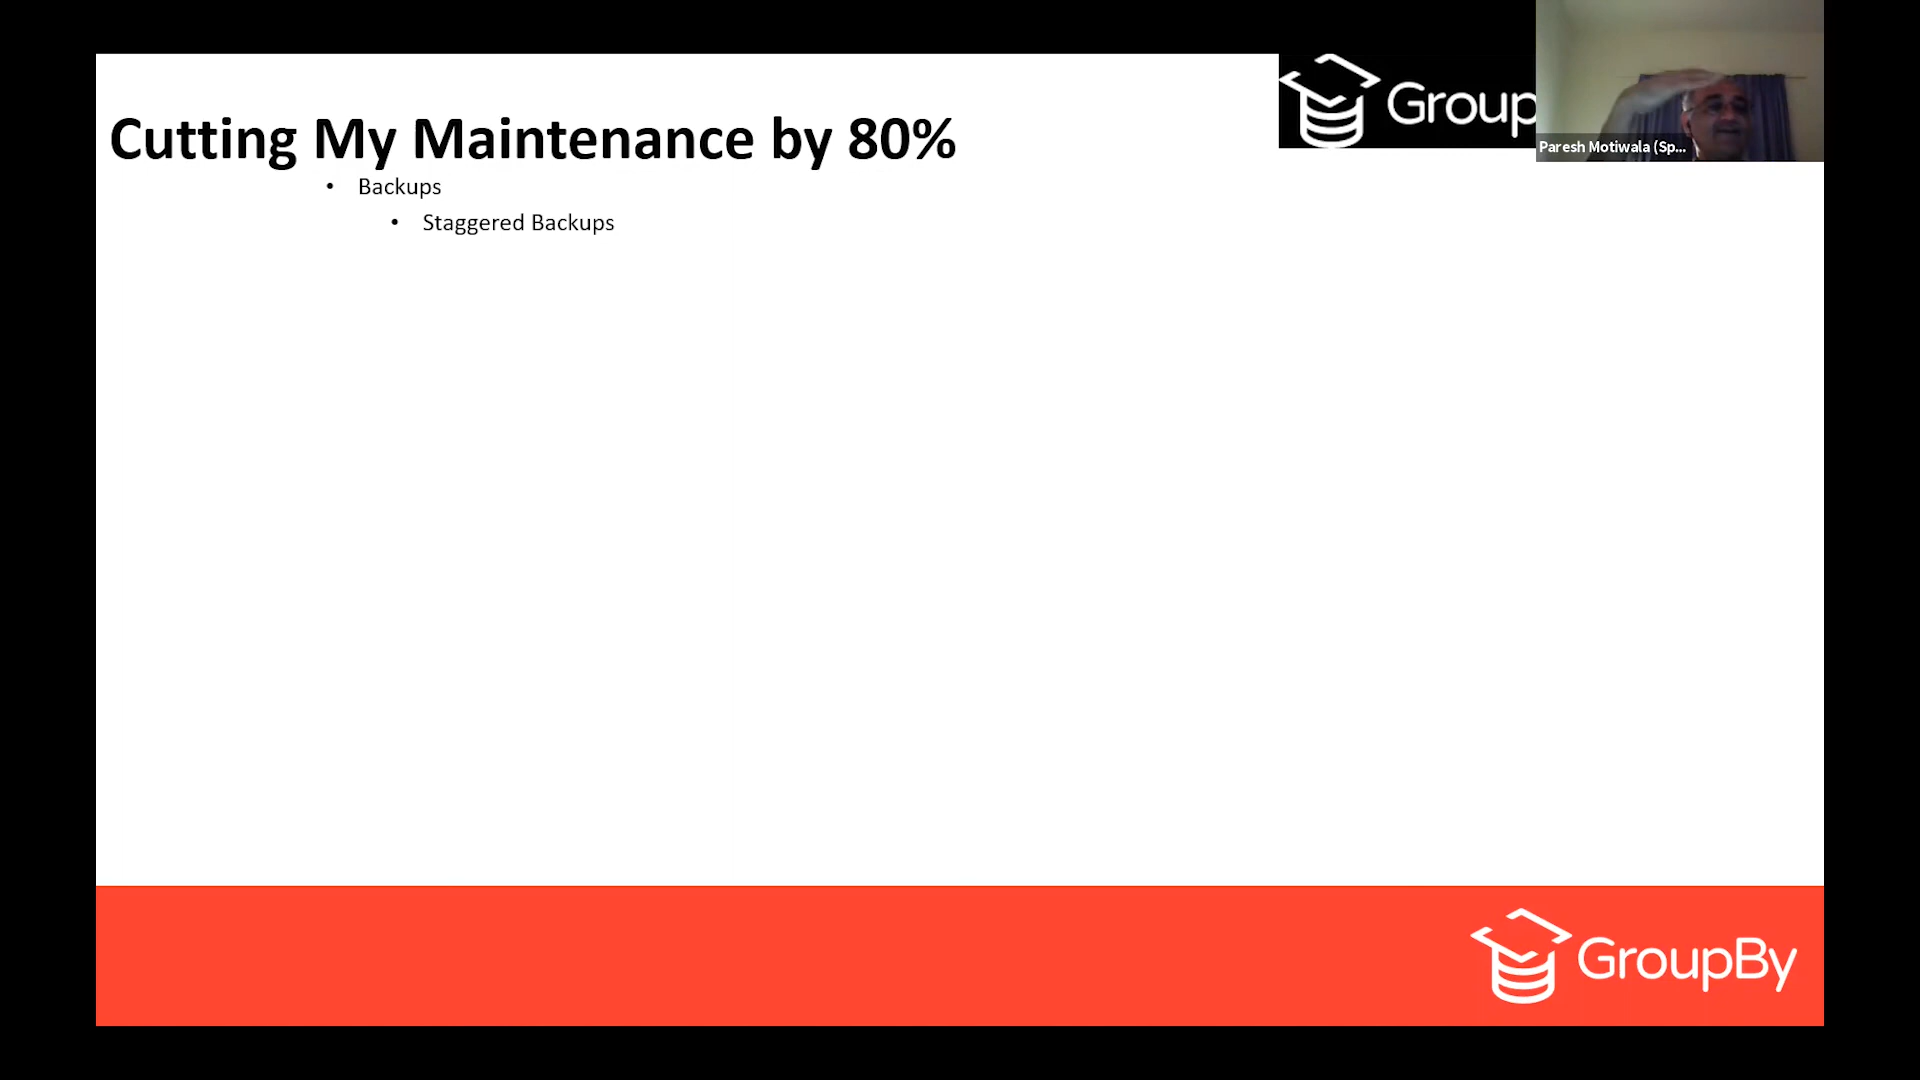 Group
Paresh Motiwala (Sp...
Cutting My Maintenance by 80%
• Backups
• Staggered Backups
GroupBy